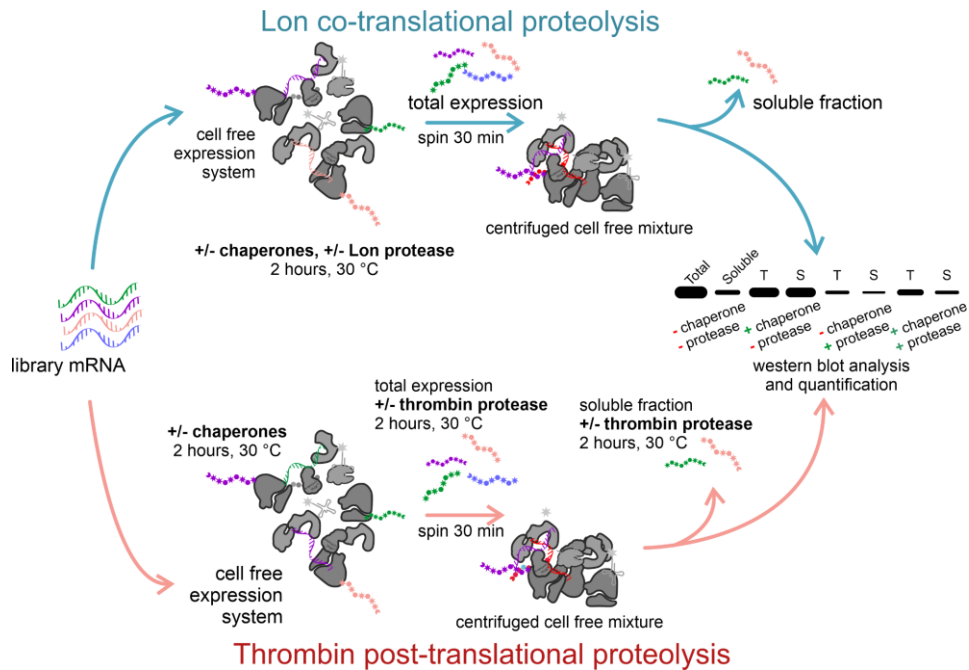 Lon co-translational proteolysis
cell free
expression
system
total expression
spin 30 min
soluble fraction
centrifuged cell free mixture
+/- chaperones, +/- Lon protease
2 hours, 30 °C
library mRNA
Total
Soluble
T
S
T
S
T
S
- chaperone
- protease
+ chaperone
- protease
- chaperone
+ protease
+ chaperone
+ protease
western blot analysis
and quantification
+/- chaperones
2 hours, 30 °C
total expression
+/- thrombin protease
2 hours, 30 °C
soluble fraction
+/- thrombin protease
2 hours, 30 °C
spin 30 min
cell free
expression
system
centrifuged cell free mixture
Thrombin post-translational proteolysis